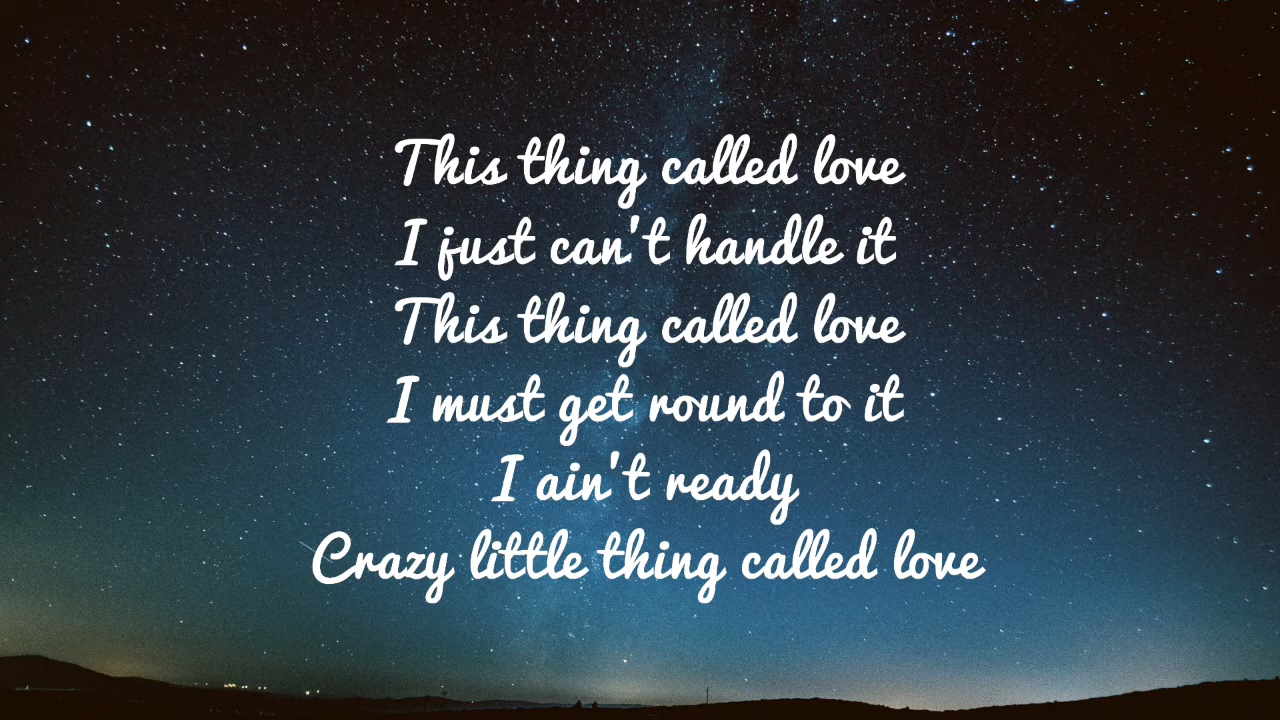 This thing called love
I just can't handle it
This thing called love
I must get round to it
I ain't ready
Crazy little thing called love